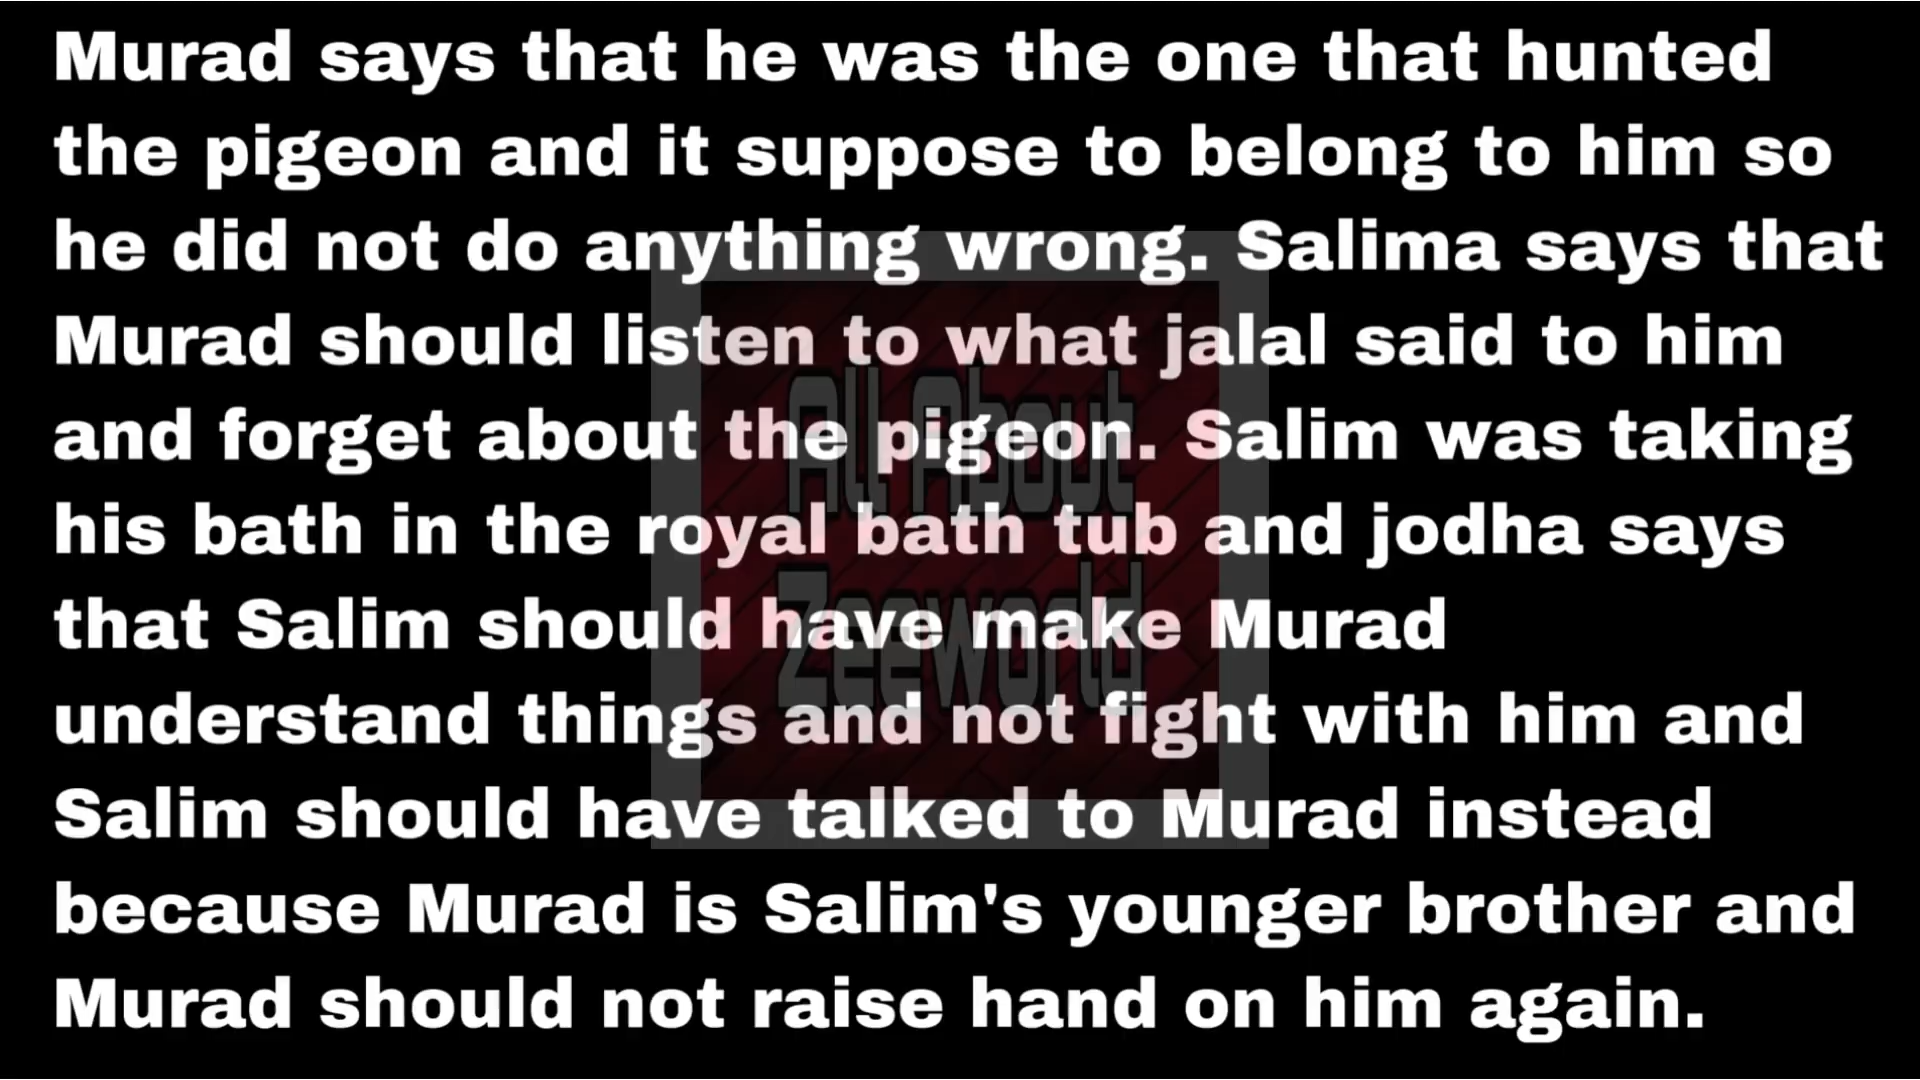 Murad says that he was the one that hunted
the pigeon and it suppose to belong to him so
he did not do anything wrong. Salima says that
Murad should listen to what jalal said to him
and forget about the pigeon. Salim was taking
his bath in the royal bath tub and jodha says
that Salim should have make Murad
understand things and not fight with him and
Salim should have talked to Murad instead
because Murad is Salim's younger brother and
Murad should not raise hand on him again.
All About
Zeeworld